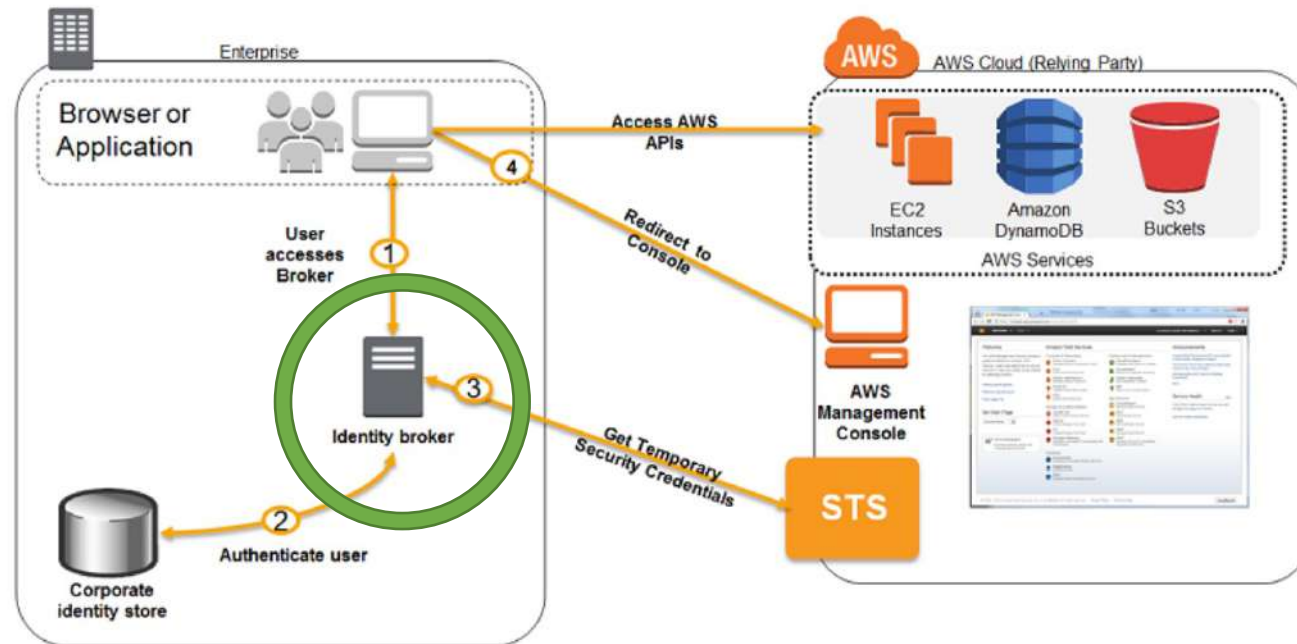 Enterprise
Browser or
Application
User
accesses
Broker
1
Identity broker
2
Authenticate user
Corporate
identity store
3
Get Temporary
Security Credentials
4
Access AWS
APIs
Redirect to
Console
AWS
AWS Cloud (Relying Party)
EC2
Instances
Amazon
DynamoDB
S3
Buckets
AWS Services
AWS
Management
Console
STS